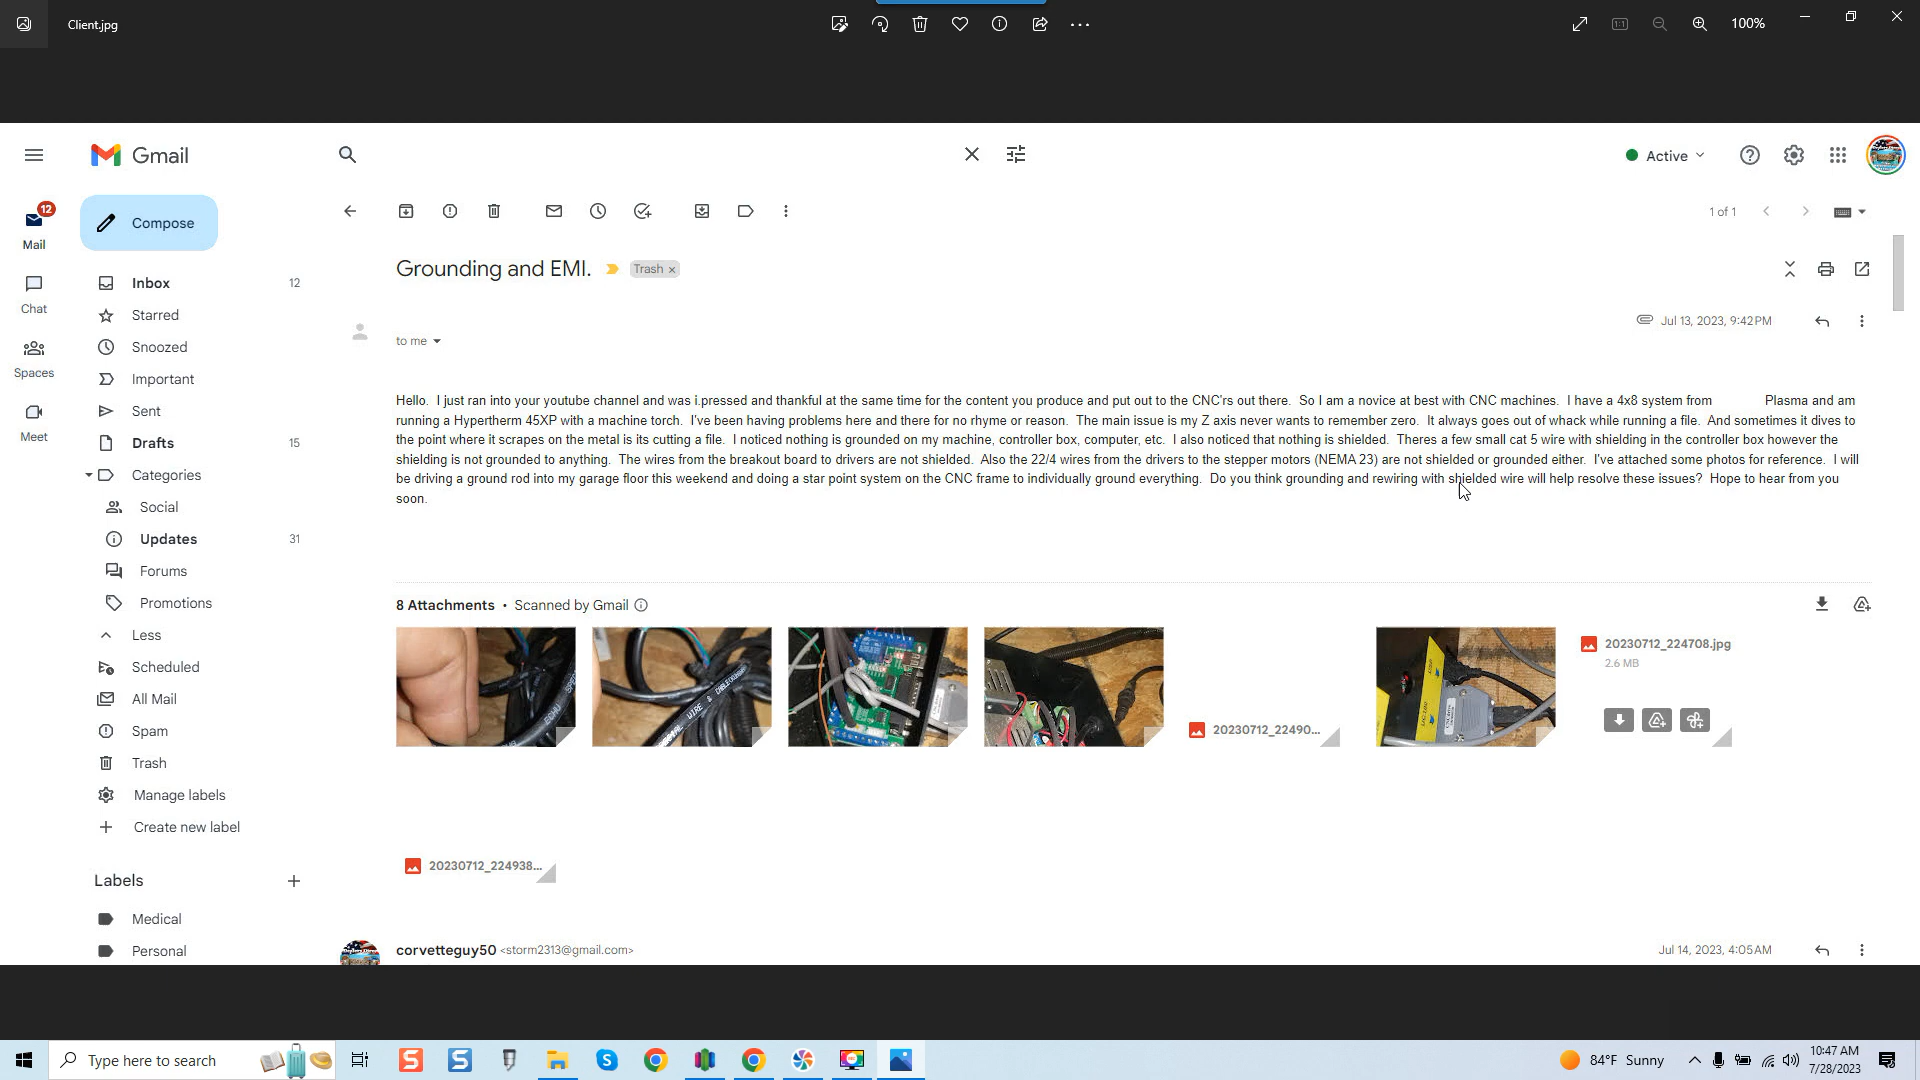 Client.jpg
100%
Gmail
Active
12
Mail
Compose
1 of 1
Chat
Spaces
Meet
Inbox 12
Starred
Snoozed
Important
Sent
Drafts 15
Categories
Social
Updates 31
Forums
Promotions
Less
Scheduled
All Mail
Spam
Trash
Manage labels
Create new label
Labels
Medical
Personal
Grounding and EMI. Trash x
Jul 13, 2023, 9:42 PM
to me
Hello. I just ran into your youtube channel and was i.pressed and thankful at the same time for the content you produce and put out to the CNC'rs out there. So I am a novice at best with CNC machines. I have a 4x8 system from Plasma and am
running a Hypertherm 45XP with a machine torch. I've been having problems here and there for no rhyme or reason. The main issue is my Z axis never wants to remember zero. It always goes out of whack while running a file. And sometimes it dives to
the point where it scrapes on the metal is its cutting a file. I noticed nothing is grounded on my machine, controller box, computer, etc. I also noticed that nothing is shielded. Theres a few small cat 5 wire with shielding in the controller box however the
shielding is not grounded to anything. The wires from the breakout board to drivers are not shielded. Also the 22/4 wires from the drivers to the stepper motors (NEMA 23) are not shielded or grounded either. I've attached some photos for reference. I will
be driving a ground rod into my garage floor this weekend and doing a star point system on the CNC frame to individually ground everything. Do you think grounding and rewiring with shielded wire will help resolve these issues? Hope to hear from you
soon.
8 Attachments • Scanned by Gmail
20230712_22490...
20230712_224708.jpg
2.6 MB
20230712_224938...
corvetteguy50 <storm2313@gmail.com>
Jul 14, 2023, 4:05 AM
Type here to search
84°F Sunny
10:47 AM
7/28/2023